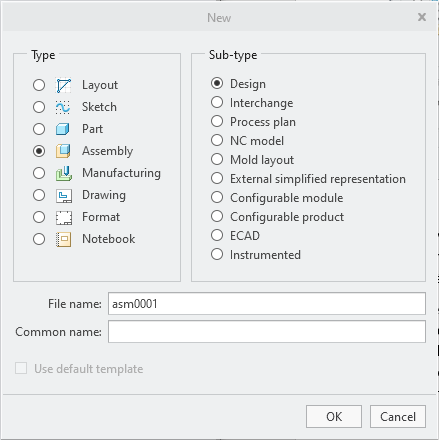 New
Type
Layout
Sketch
Part
Assembly
Manufacturing
Drawing
Format
Notebook
Sub-type
Design
Interchange
Process plan
NC model
Mold layout
External simplified representation
Configurable module
Configurable product
ECAD
Instrumented
File name: asm0001
Common name:
Use default template
OK Cancel